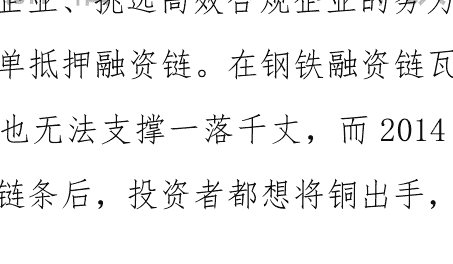 企业、挑选高效合规企业的努力
单抵押融资链。在钢铁融资链瓦
也无法支撑一落千丈，而 2014
链条后，投资者都想将铜出手，